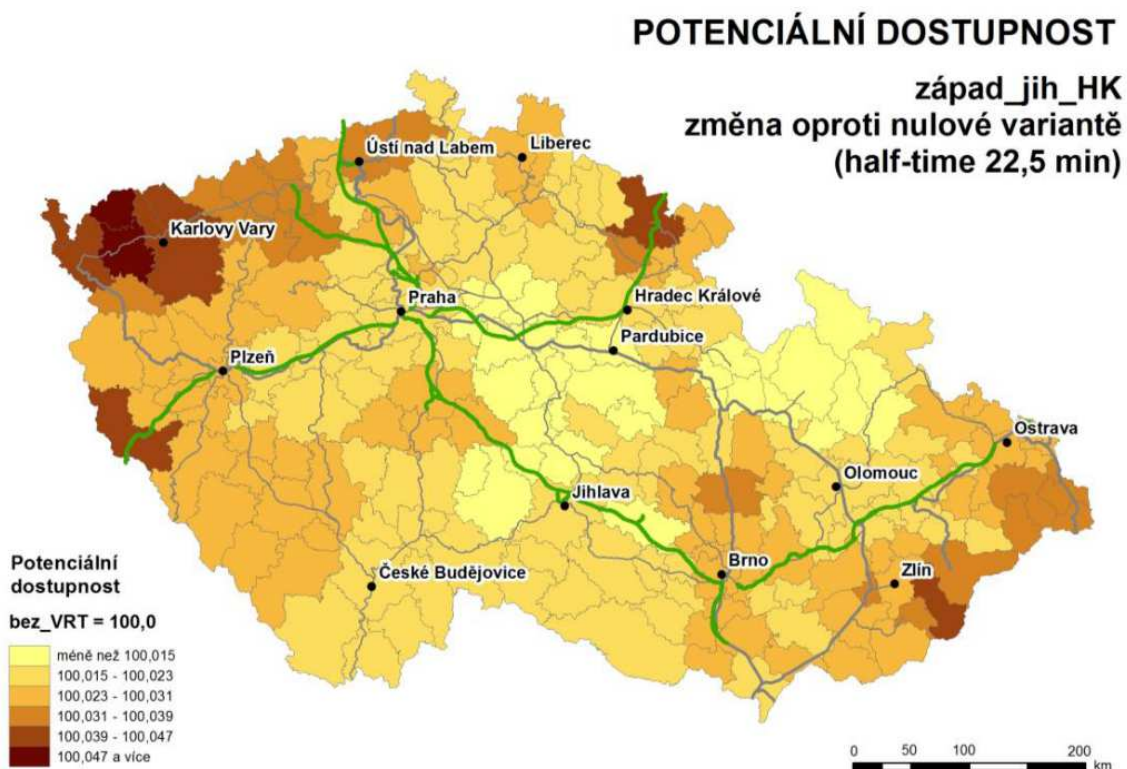 POTENCIÁLNÍ DOSTUPNOST
západ_jih_HK
změna oproti nulové variantě
(half-time 22,5 min)
Ústí nad Labem
Liberec
Karlovy Vary
Praha
Hradec Králové
Pardubice
Plzeň
Ostrava
Olomouc
Jihlava
Brno
Zlín
České Budějovice
Potenciální
dostupnost
bez_VRT = 100,0
méně než 100,015
100,015 - 100,023
100,023 - 100,031
100,031 - 100,039
100,039 - 100,047
100,047 a více
0 50 100 200
km